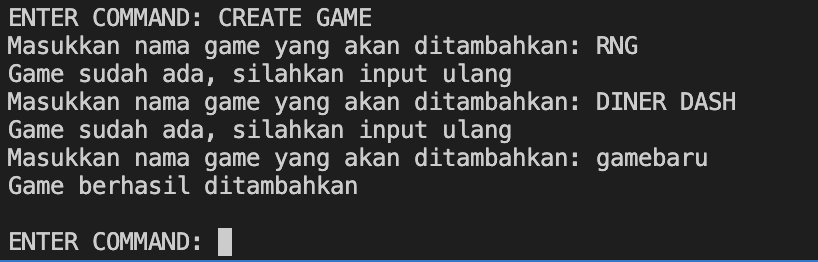 ENTER COMMAND: CREATE GAME
Masukkan nama game yang akan ditambahkan: RNG
Game sudah ada, silahkan input ulang
Masukkan nama game yang akan ditambahkan: DINER DASH
Game sudah ada, silahkan input ulang
Masukkan nama game yang akan ditambahkan: gamebaru
Game berhasil ditambahkan
ENTER COMMAND: